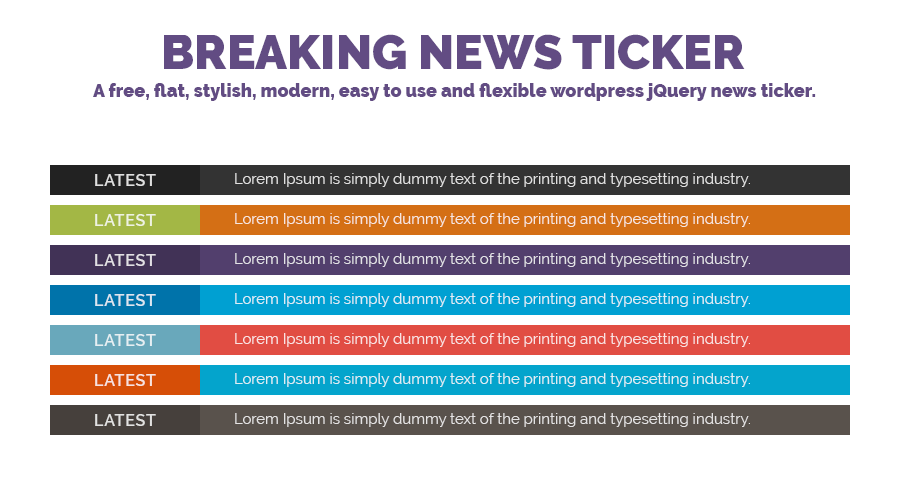 BREAKING NEWS TICKER
A free, flat, stylish, modern, easy to use and flexible wordpress jQuery news ticker.
LATEST Lorem Ipsum is simply dummy text of the printing and typesetting industry.
LATEST Lorem Ipsum is simply dummy text of the printing and typesetting industry.
LATEST Lorem Ipsum is simply dummy text of the printing and typesetting industry.
LATEST Lorem Ipsum is simply dummy text of the printing and typesetting industry.
LATEST Lorem Ipsum is simply dummy text of the printing and typesetting industry.
LATEST Lorem Ipsum is simply dummy text of the printing and typesetting industry.
LATEST Lorem Ipsum is simply dummy text of the printing and typesetting industry.